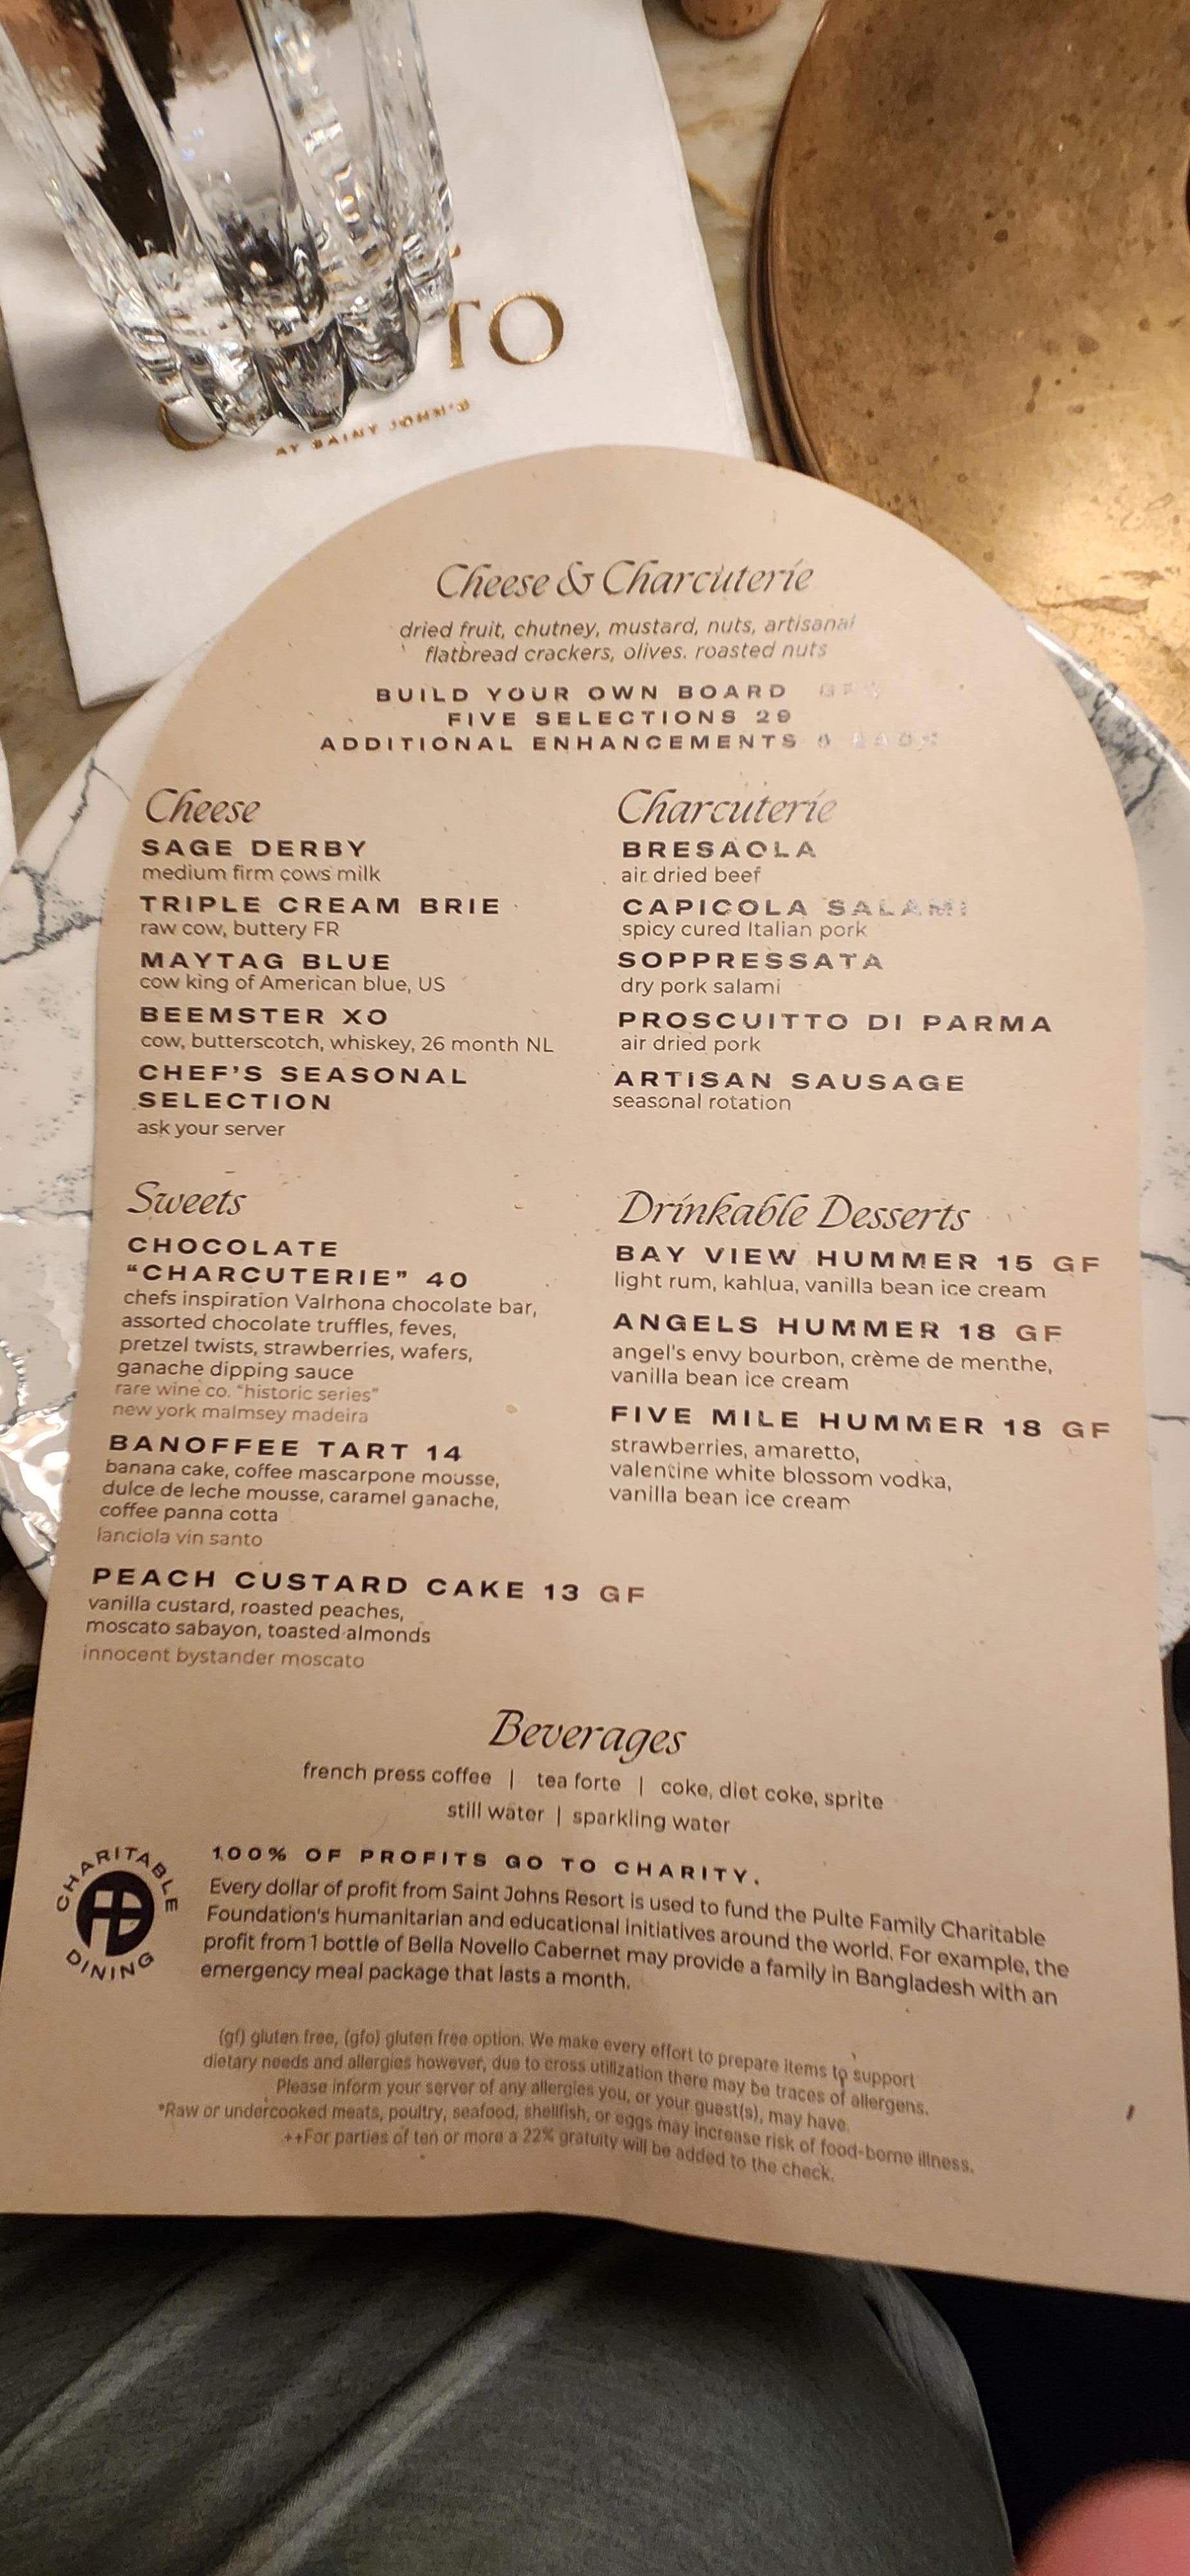 TO
AT SAINT JOHN'S
Cheese & Charcuterie
dried fruit, chutney, mustard, nuts, artisanal
flatbread crackers, olives. roasted nuts
BUILD YOUR OWN BOARD
FIVE SELECTIONS 29
ADDITIONAL ENHANCEMENTS
Cheese
SAGE DERBY
medium firm cows milk
TRIPLE CREAM BRIE
raw cow, buttery FR
MAYTAG BLUE
cow king of American blue, US
BEEMSTER XO
cow, butterscotch, whiskey, 26 month NL
CHEF'S SEASONAL
SELECTION
ask your server
Charcuterie
BRESAOLA
air dried beef
CAPICOLA SALAMI
spicy cured Italian pork
SOPPRESSATA
dry pork salami
PROSCUITTO DI PARMA
air dried pork
ARTISAN SAUSAGE
seasonal rotation
Sweets
CHOCOLATE
"CHARCUTERIE" 40
chefs inspiration Valrhona chocolate bar,
assorted chocolate truffles, feves,
pretzel twists, strawberries, wafers,
ganache dipping sauce
rare wine co. "historic series"
new york malmsey madeira
BANOFFEE TART 14
banana cake, coffee mascarpone mousse,
dulce de leche mousse, caramel ganache,
coffee panna cotta
lanciola vin santo
PEACH CUSTARD CAKE 13 GF
vanilla custard, roasted peaches,
moscato sabayon, toasted almonds
innocent bystander moscato
Drinkable Desserts
BAY VIEW HUMMER 15 GF
light rum, kahlua, vanilla bean ice cream
ANGELS HUMMER 18 GF
angel's envy bourbon, crème de menthe,
vanilla bean ice cream
FIVE MILE HUMMER 18 GF
strawberries, amaretto,
valentine white blossom vodka,
vanilla bean ice cream
Beverages
french press coffee | tea forte | coke, diet coke, sprite
still water | sparkling water
CHARITABLE
DINING
100% OF PROFITS GO TO CHARITY.
Every dollar of profit from Saint Johns Resort is used to fund the Pulte Family Charitable
Foundation's humanitarian and educational initiatives around the world. For example, the
profit from 1 bottle of Bella Novello Cabernet may provide a family in Bangladesh with an
emergency meal package that lasts a month.
(gf) gluten free, (gfo) gluten free option. We make every effort to prepare items to support
dietary needs and allergies however, due to cross utilization there may be traces of allergens.
Please inform your server of any allergies you, or your guest(s), may have.
*Raw or undercooked meats, poultry, seafood, shellfish, or eggs may increase risk of food-borne illness.
++For parties of ten or more a 22% gratuity will be added to the check.